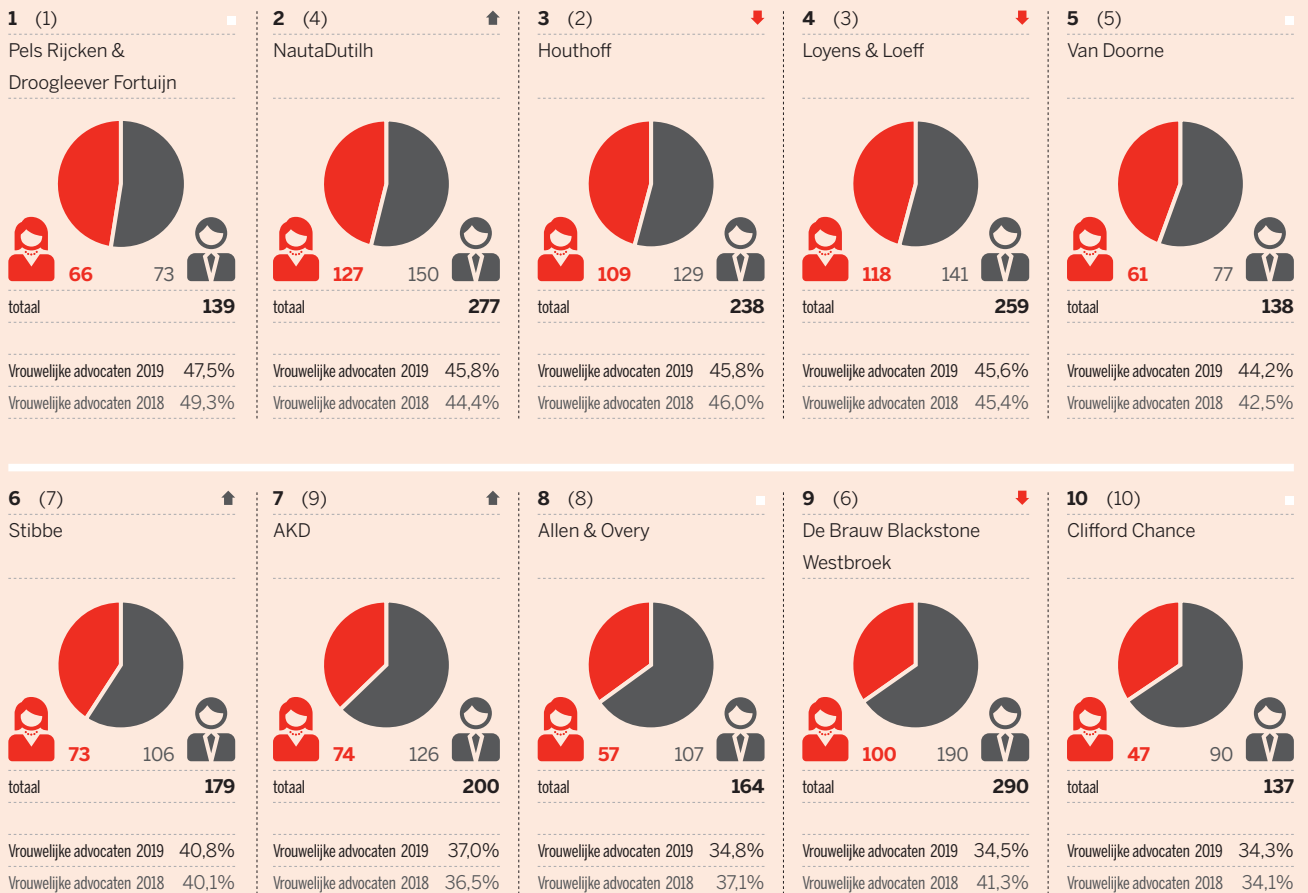 1 (1)
Pels Rijcken &
Droogleever Fortuijn
66 73
totaal 139
Vrouwelijke advocaten 2019 47,5%
Vrouwelijke advocaten 2018 49,3%
2 (4)
NautaDutilh
127 150
totaal 277
Vrouwelijke advocaten 2019 45,8%
Vrouwelijke advocaten 2018 44,4%
3 (2)
Houthoff
109 129
totaal 238
Vrouwelijke advocaten 2019 45,8%
Vrouwelijke advocaten 2018 46,0%
4 (3)
Loyens & Loeff
118 141
totaal 259
Vrouwelijke advocaten 2019 45,6%
Vrouwelijke advocaten 2018 45,4%
5 (5)
Van Doorne
61 77
totaal 138
Vrouwelijke advocaten 2019 44,2%
Vrouwelijke advocaten 2018 42,5%
6 (7)
Stibbe
73 106
totaal 179
Vrouwelijke advocaten 2019 40,8%
Vrouwelijke advocaten 2018 40,1%
7 (9)
AKD
74 126
totaal 200
Vrouwelijke advocaten 2019 37,0%
Vrouwelijke advocaten 2018 36,5%
8 (8)
Allen & Overy
57 107
totaal 164
Vrouwelijke advocaten 2019 34,8%
Vrouwelijke advocaten 2018 37,1%
9 (6)
De Brauw Blackstone
Westbroek
100 190
totaal 290
Vrouwelijke advocaten 2019 34,5%
Vrouwelijke advocaten 2018 41,3%
10 (10)
Clifford Chance
47 90
totaal 137
Vrouwelijke advocaten 2019 34,3%
Vrouwelijke advocaten 2018 34,1%